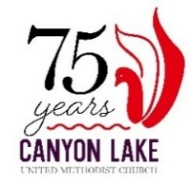 75
years
CANYON LAKE
UNITED METHODIST CHURCH